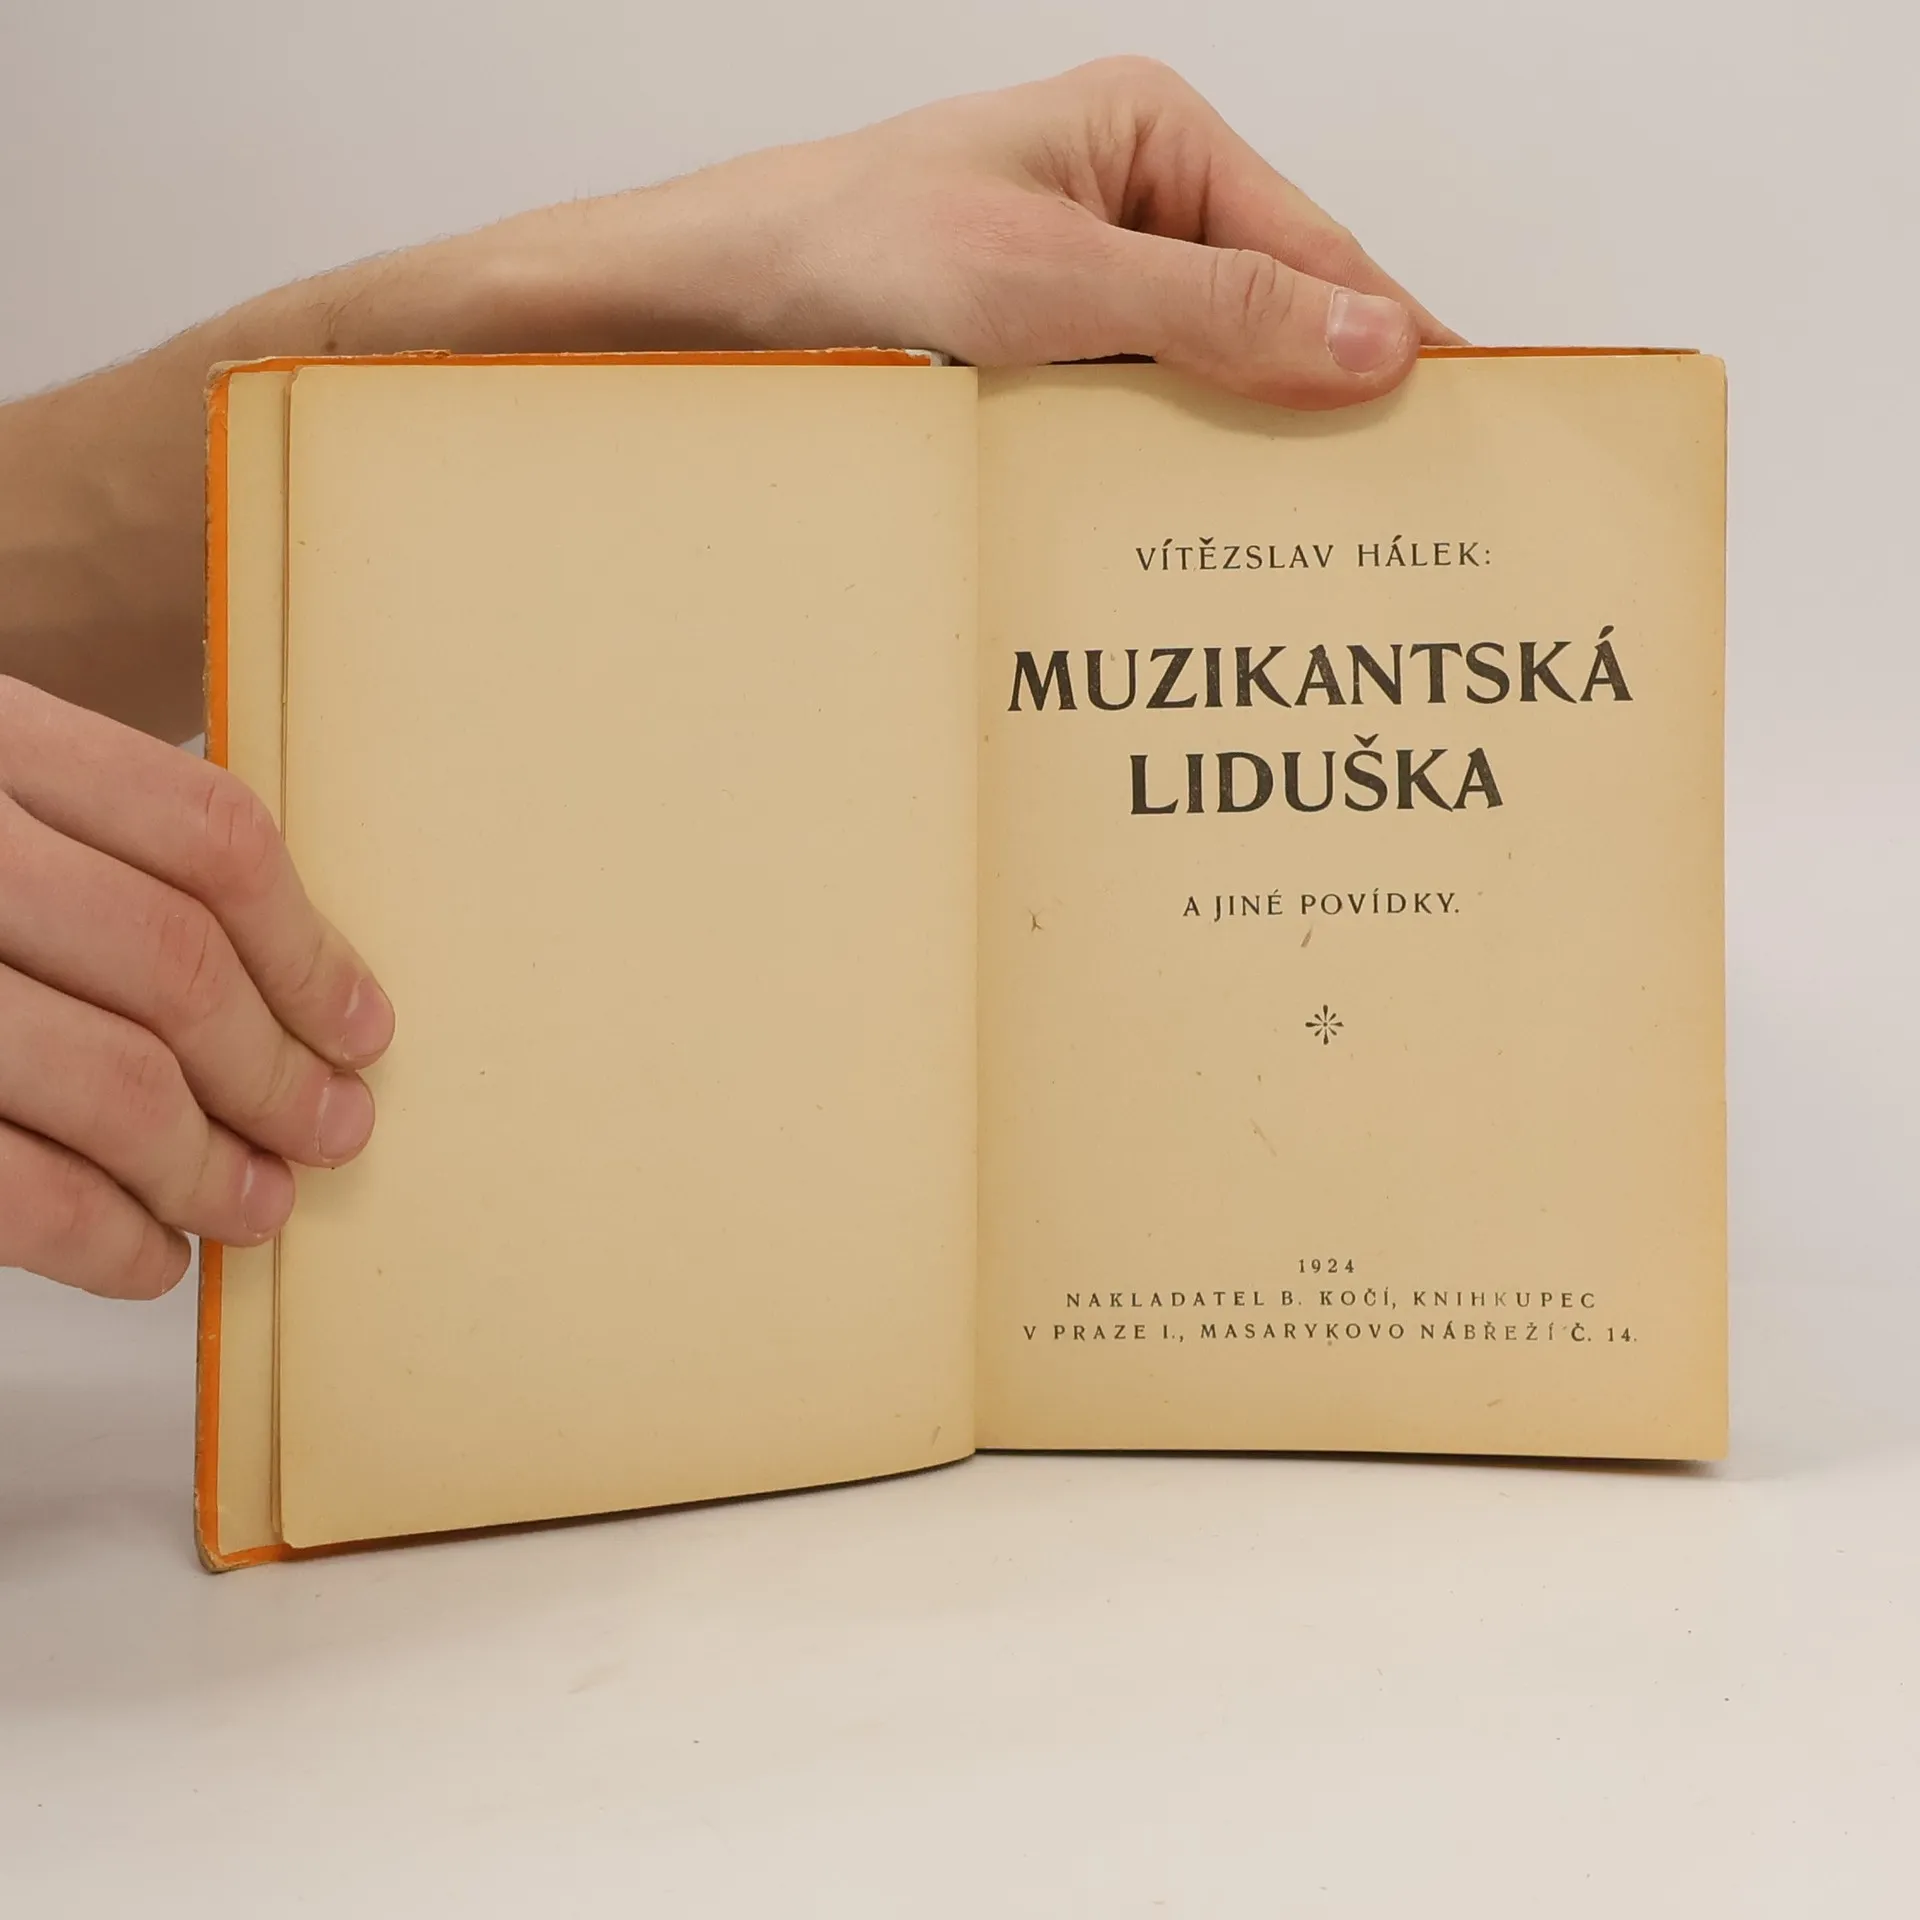 VÍTĚZSLAV HÁLEK:
MUZIKANTSKÁ
LIDUŠKA
A JINÉ POVÍDKY.
1924
NAKLADATEL B. KOČÍ, KNIHKUPEC
V PRAZE I., MASARYKOVO NÁBŘEŽÍ Č. 14.